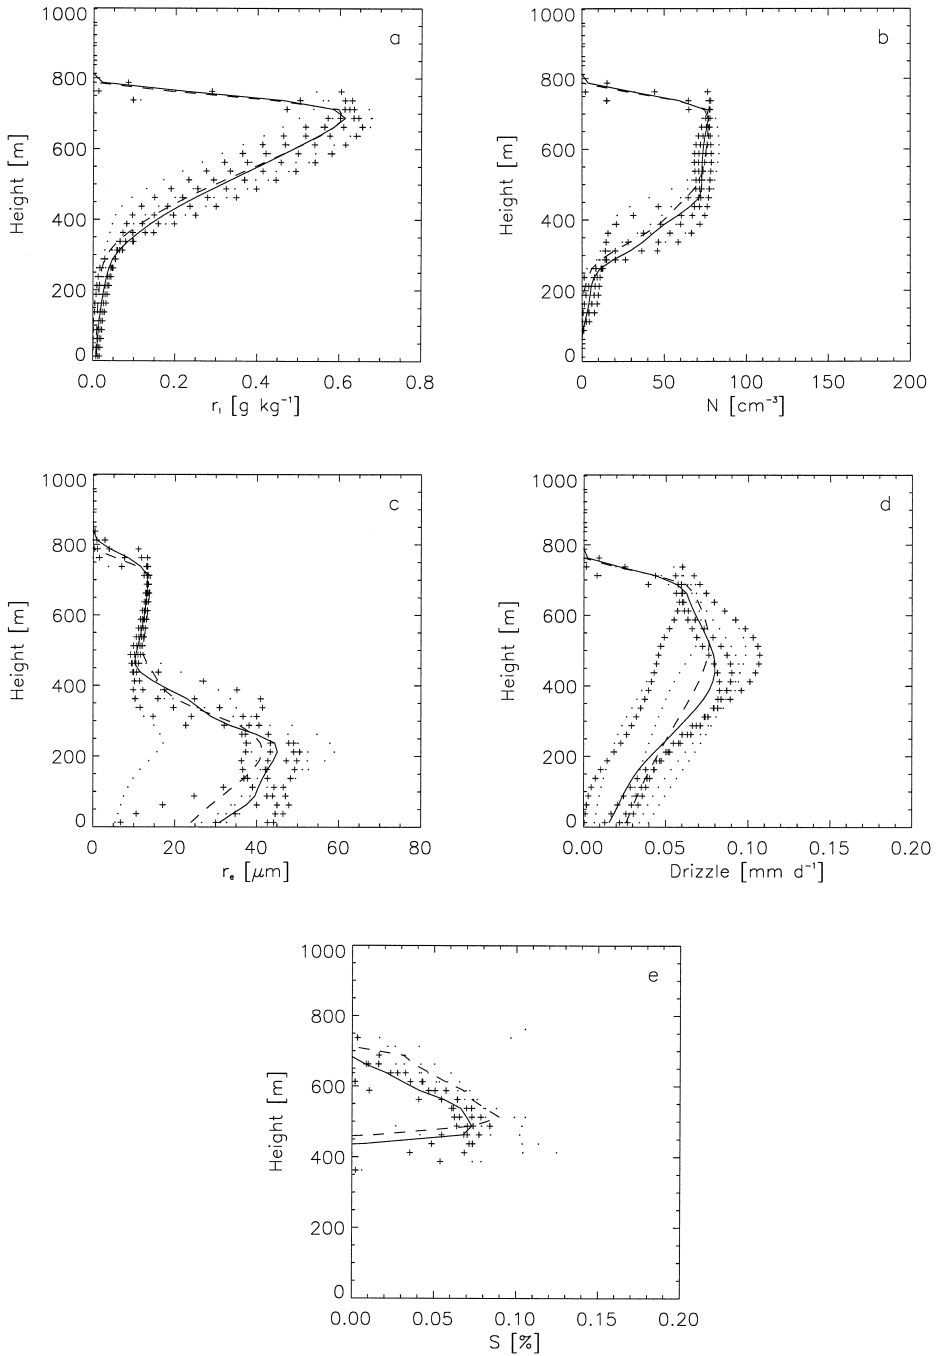 1000
800
600
400
200
0
Height [m]
a
0.0 0.2 0.4 0.6 0.8
r_l [g kg⁻¹]
1000
800
600
400
200
0
Height [m]
b
0 50 100 150 200
N [cm⁻³]
1000
800
600
400
200
0
Height [m]
c
0 20 40 60 80
r_e [μm]
1000
800
600
400
200
0
Height [m]
d
0.00 0.05 0.10 0.15 0.20
Drizzle [mm d⁻¹]
1000
800
600
400
200
0
Height [m]
e
0.00 0.05 0.10 0.15 0.20
S [%]